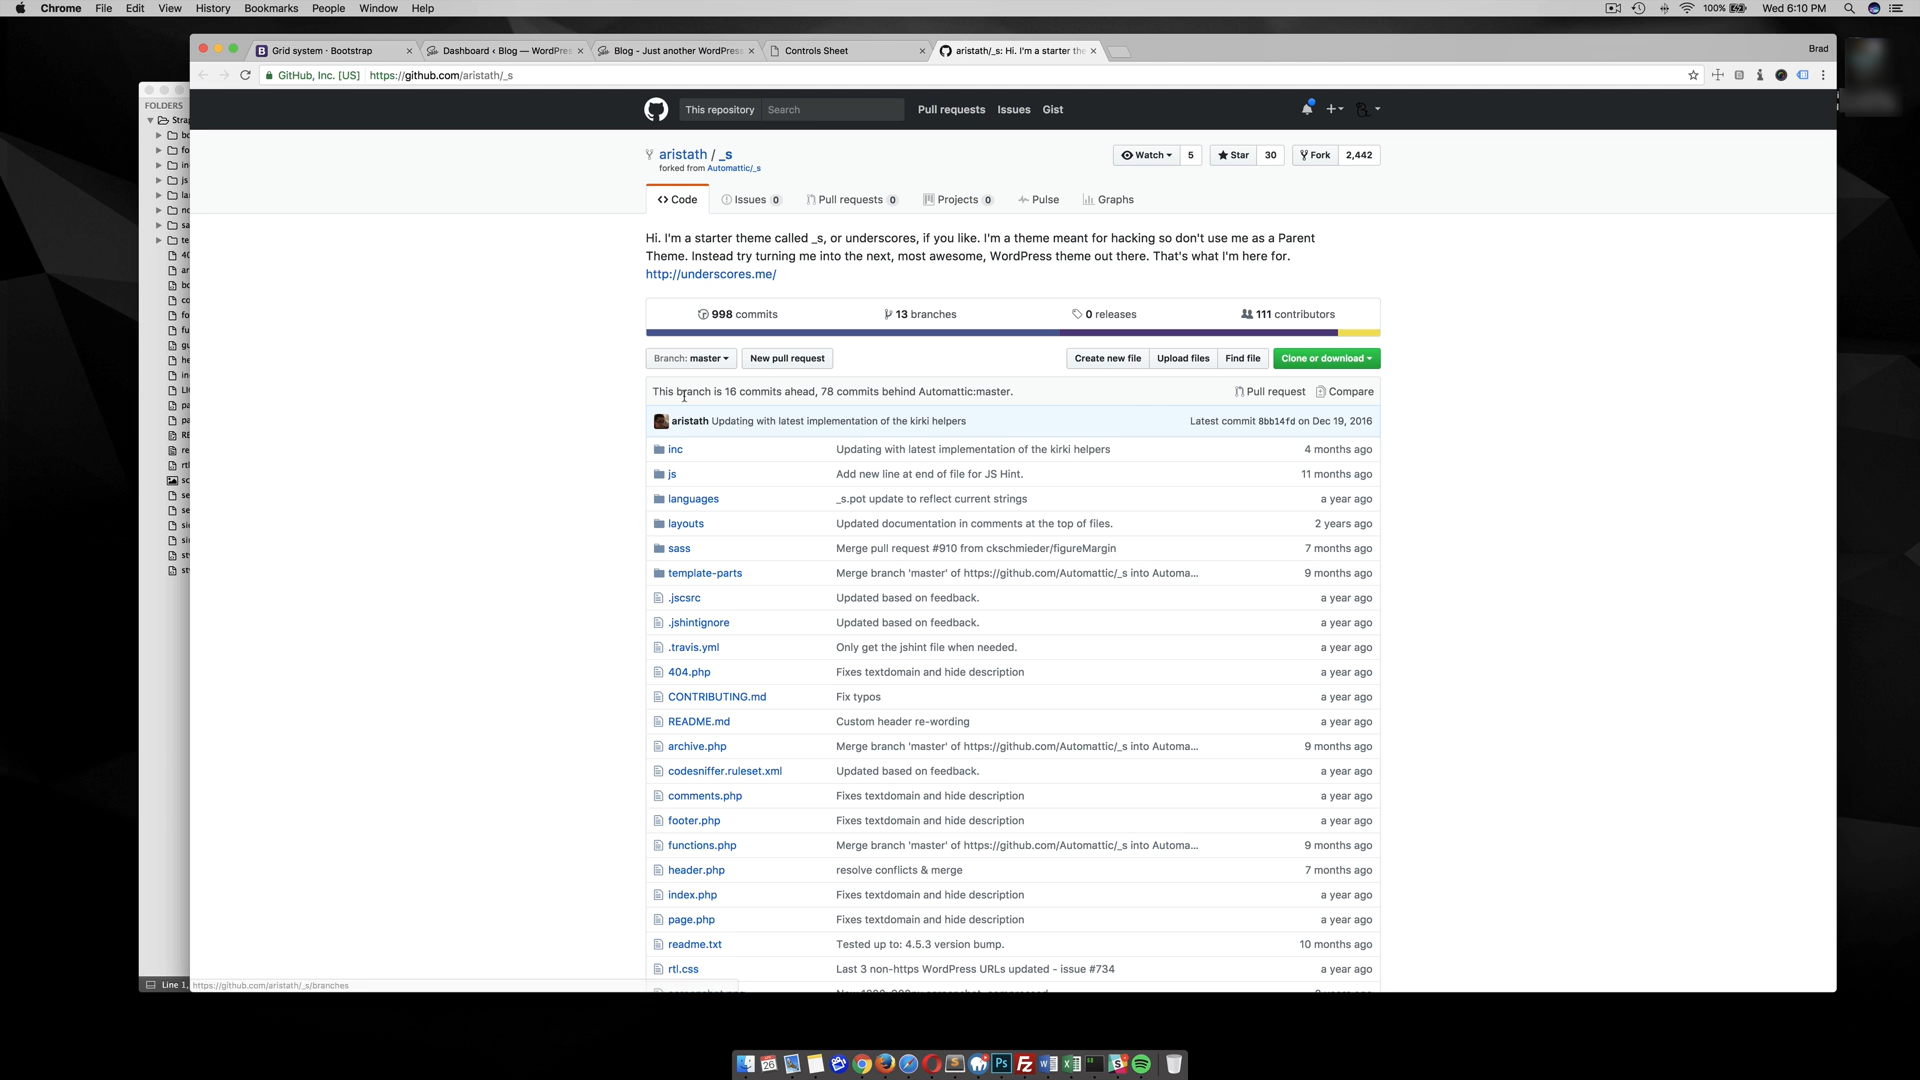 Chrome File Edit View History Bookmarks People Window Help 100% Wed 6:10 PM
Grid system · Bootstrap
Dashboard ‹ Blog — WordPre
Blog - Just another WordPress
Controls Sheet
aristath/_s: Hi. I'm a starter the
Brad
GitHub, Inc. [US] https://github.com/aristath/_s
FOLDERS
This repository Search Pull requests Issues Gist
aristath / _s
forked from Automattic/_s
Watch 5 Star 30 Fork 2,442
Code Issues 0 Pull requests 0 Projects 0 Pulse Graphs
Hi. I'm a starter theme called _s, or underscores, if you like. I'm a theme meant for hacking so don't use me as a Parent
Theme. Instead try turning me into the next, most awesome, WordPress theme out there. That's what I'm here for.
http://underscores.me/
998 commits 13 branches 0 releases 111 contributors
Branch: master New pull request Create new file Upload files Find file Clone or download
This branch is 16 commits ahead, 78 commits behind Automattic:master. Pull request Compare
aristath Updating with latest implementation of the kirki helpers Latest commit 8bb14fd on Dec 19, 2016
inc Updating with latest implementation of the kirki helpers 4 months ago
js Add new line at end of file for JS Hint. 11 months ago
languages _s.pot update to reflect current strings a year ago
layouts Updated documentation in comments at the top of files. 2 years ago
sass Merge pull request #910 from ckschmieder/figureMargin 7 months ago
template-parts Merge branch 'master' of https://github.com/Automattic/_s into Automa... 9 months ago
.jscsrc Updated based on feedback. a year ago
.jshintignore Updated based on feedback. a year ago
.travis.yml Only get the jshint file when needed. a year ago
404.php Fixes textdomain and hide description a year ago
CONTRIBUTING.md Fix typos a year ago
README.md Custom header re-wording a year ago
archive.php Merge branch 'master' of https://github.com/Automattic/_s into Automa... 9 months ago
codesniffer.ruleset.xml Updated based on feedback. a year ago
comments.php Fixes textdomain and hide description a year ago
footer.php Fixes textdomain and hide description a year ago
functions.php Merge branch 'master' of https://github.com/Automattic/_s into Automa... 9 months ago
header.php resolve conflicts & merge 7 months ago
index.php Fixes textdomain and hide description a year ago
page.php Fixes textdomain and hide description a year ago
readme.txt Tested up to: 4.5.3 version bump. 10 months ago
rtl.css Last 3 non-https WordPress URLs updated - issue #734 a year ago
Line 1,
https://github.com/aristath/_s/branches